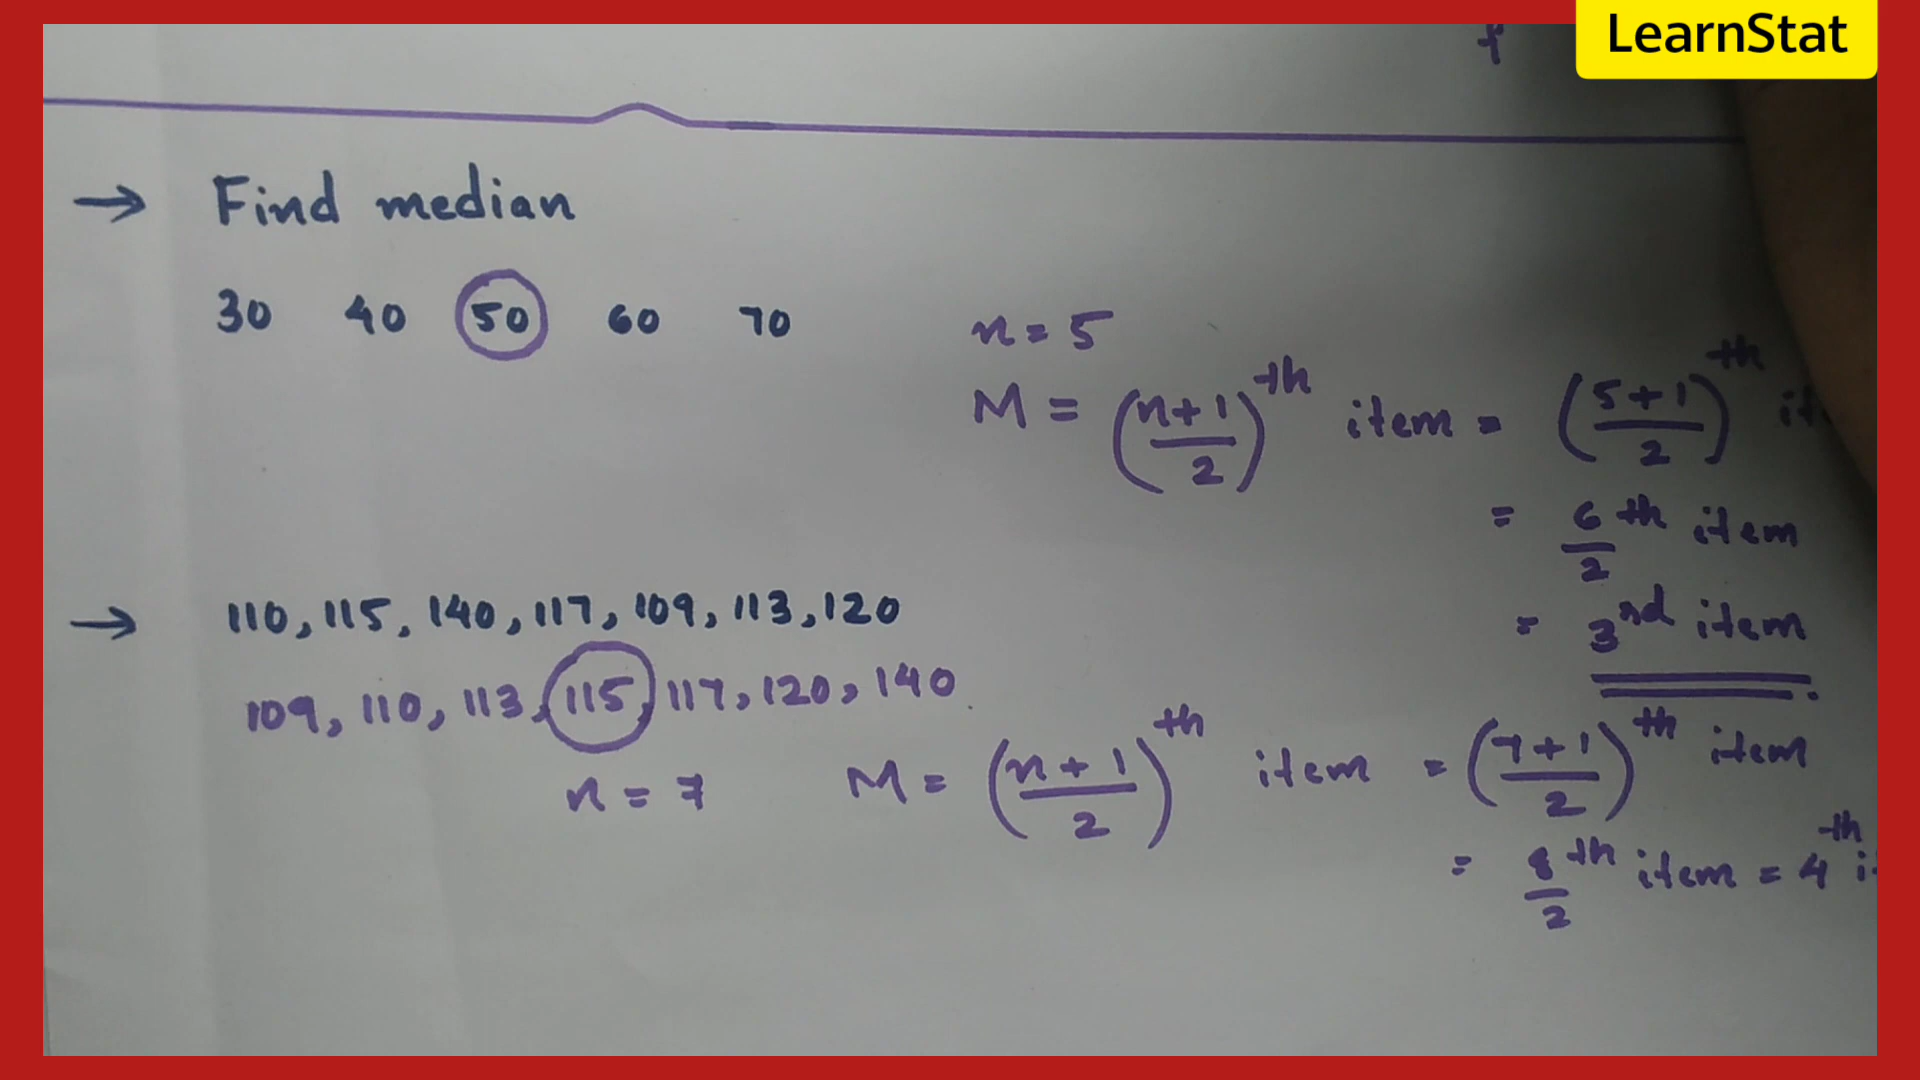 LearnStat
→ Find median
30 40 50 60 70
n = 5
M = (n+1/2)th item = (5+1/2)th
= 6/2 th item
= 3nd item
→ 110, 115, 140, 117, 109, 113, 120
109, 110, 113, 115, 117, 120, 140
n = 7 M = (n+1/2)th item = (7+1/2)th item
= 8/2 th item = 4th